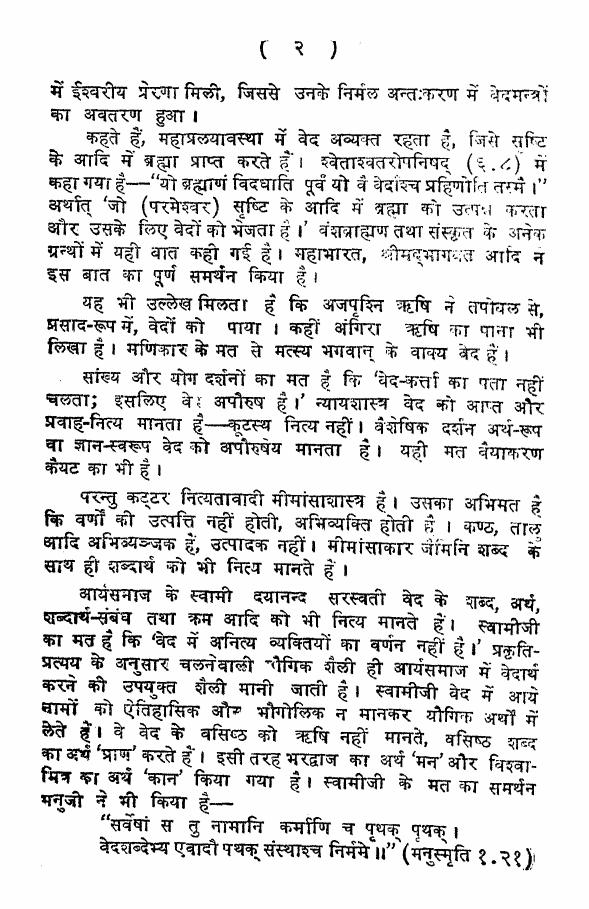 ( २ )
में ईश्वरीय प्रेरणा मिली, जिससे उनके निर्मल अन्तःकरण में वेदमन्त्रों
का अवतरण हुआ ।
कहते हैं, महाप्रलयावस्था में वेद अव्यक्त रहता है, जिसे सृष्टि
के आदि में ब्रह्मा प्राप्त करते हैं । श्वेताश्वतरोपनिषद् (६.८) में
कहा गया है—“यो ब्रह्माणं विदधाति पूर्वं यो वै वेदांश्च प्रहिणोति तस्मै ।”
अर्थात् ‘जो (परमेश्वर) सृष्टि के आदि में ब्रह्मा को उत्पन्न करता
और उसके लिए वेदों को भेजता है ।’ वंशब्राह्मण तथा संस्कृत के अनेक
ग्रन्थों में यही बात कही गई है । महाभारत, श्रीमद्भागवत आदि ने
इस बात का पूर्ण समर्थन किया है ।
यह भी उल्लेख मिलता है कि अजपृश्नि ऋषि ने तपोबल से,
प्रसाद-रूप में, वेदों को पाया । कहीं अंगिरा ऋषि का पाना भी
लिखा है । मणिकार के मत से मत्स्य भगवान् के वाक्य वेद हैं ।
सांख्य और योग दर्शनों का मत है कि ‘वेद-कर्त्ता का पता नहीं
चलता; इसलिए वेद अपौरुष है ।’ न्यायशास्त्र वेद को आप्त और
प्रवाह-नित्य मानता है—कूटस्थ नित्य नहीं । वैशेषिक दर्शन अर्थ-रूप
वा ज्ञान-स्वरूप वेद को अपौरुषेय मानता है । यही मत वैयाकरण
कैयट का भी है ।
परन्तु कट्टर नित्यतावादी मीमांसाशास्त्र है । उसका अभिमत है
कि वर्णों की उत्पत्ति नहीं होती, अभिव्यक्ति होती है । कण्ठ, तालु
आदि अभिव्यञ्जक हैं, उत्पादक नहीं । मीमांसाकार जैमिनि शब्द के
साथ ही शब्दार्थ को भी नित्य मानते हैं ।
आर्यसमाज के स्वामी दयानन्द सरस्वती वेद के शब्द, अर्थ,
शब्दार्थ-संबंध तथा क्रम आदि को भी नित्य मानते हैं । स्वामीजी
का मत है कि ‘वेद में अनित्य व्यक्तियों का वर्णन नहीं है ।’ प्रकृति-
प्रत्यय के अनुसार चलनेवाली यौगिक शैली ही आर्यसमाज में वेदार्थ
करने की उपयुक्त शैली मानी जाती है । स्वामीजी वेद में आये
नामों को ऐतिहासिक और भौगोलिक न मानकर यौगिक अर्थों में
लेते हैं । वे वेद के वसिष्ठ को ऋषि नहीं मानते, वसिष्ठ शब्द
का अर्थ ‘प्राण’ करते हैं । इसी तरह भरद्वाज का अर्थ ‘मन’ और विश्वा-
मित्र का अर्थ ‘कान’ किया गया है । स्वामीजी के मत का समर्थन
मनुजी ने भी किया है—
“सर्वेषां स तु नामानि कर्माणि च पृथक् पृथक् ।
वेदशब्देभ्य एवादौ पथक् संस्थाश्च निर्ममे ॥” (मनुस्मृति १.२१)